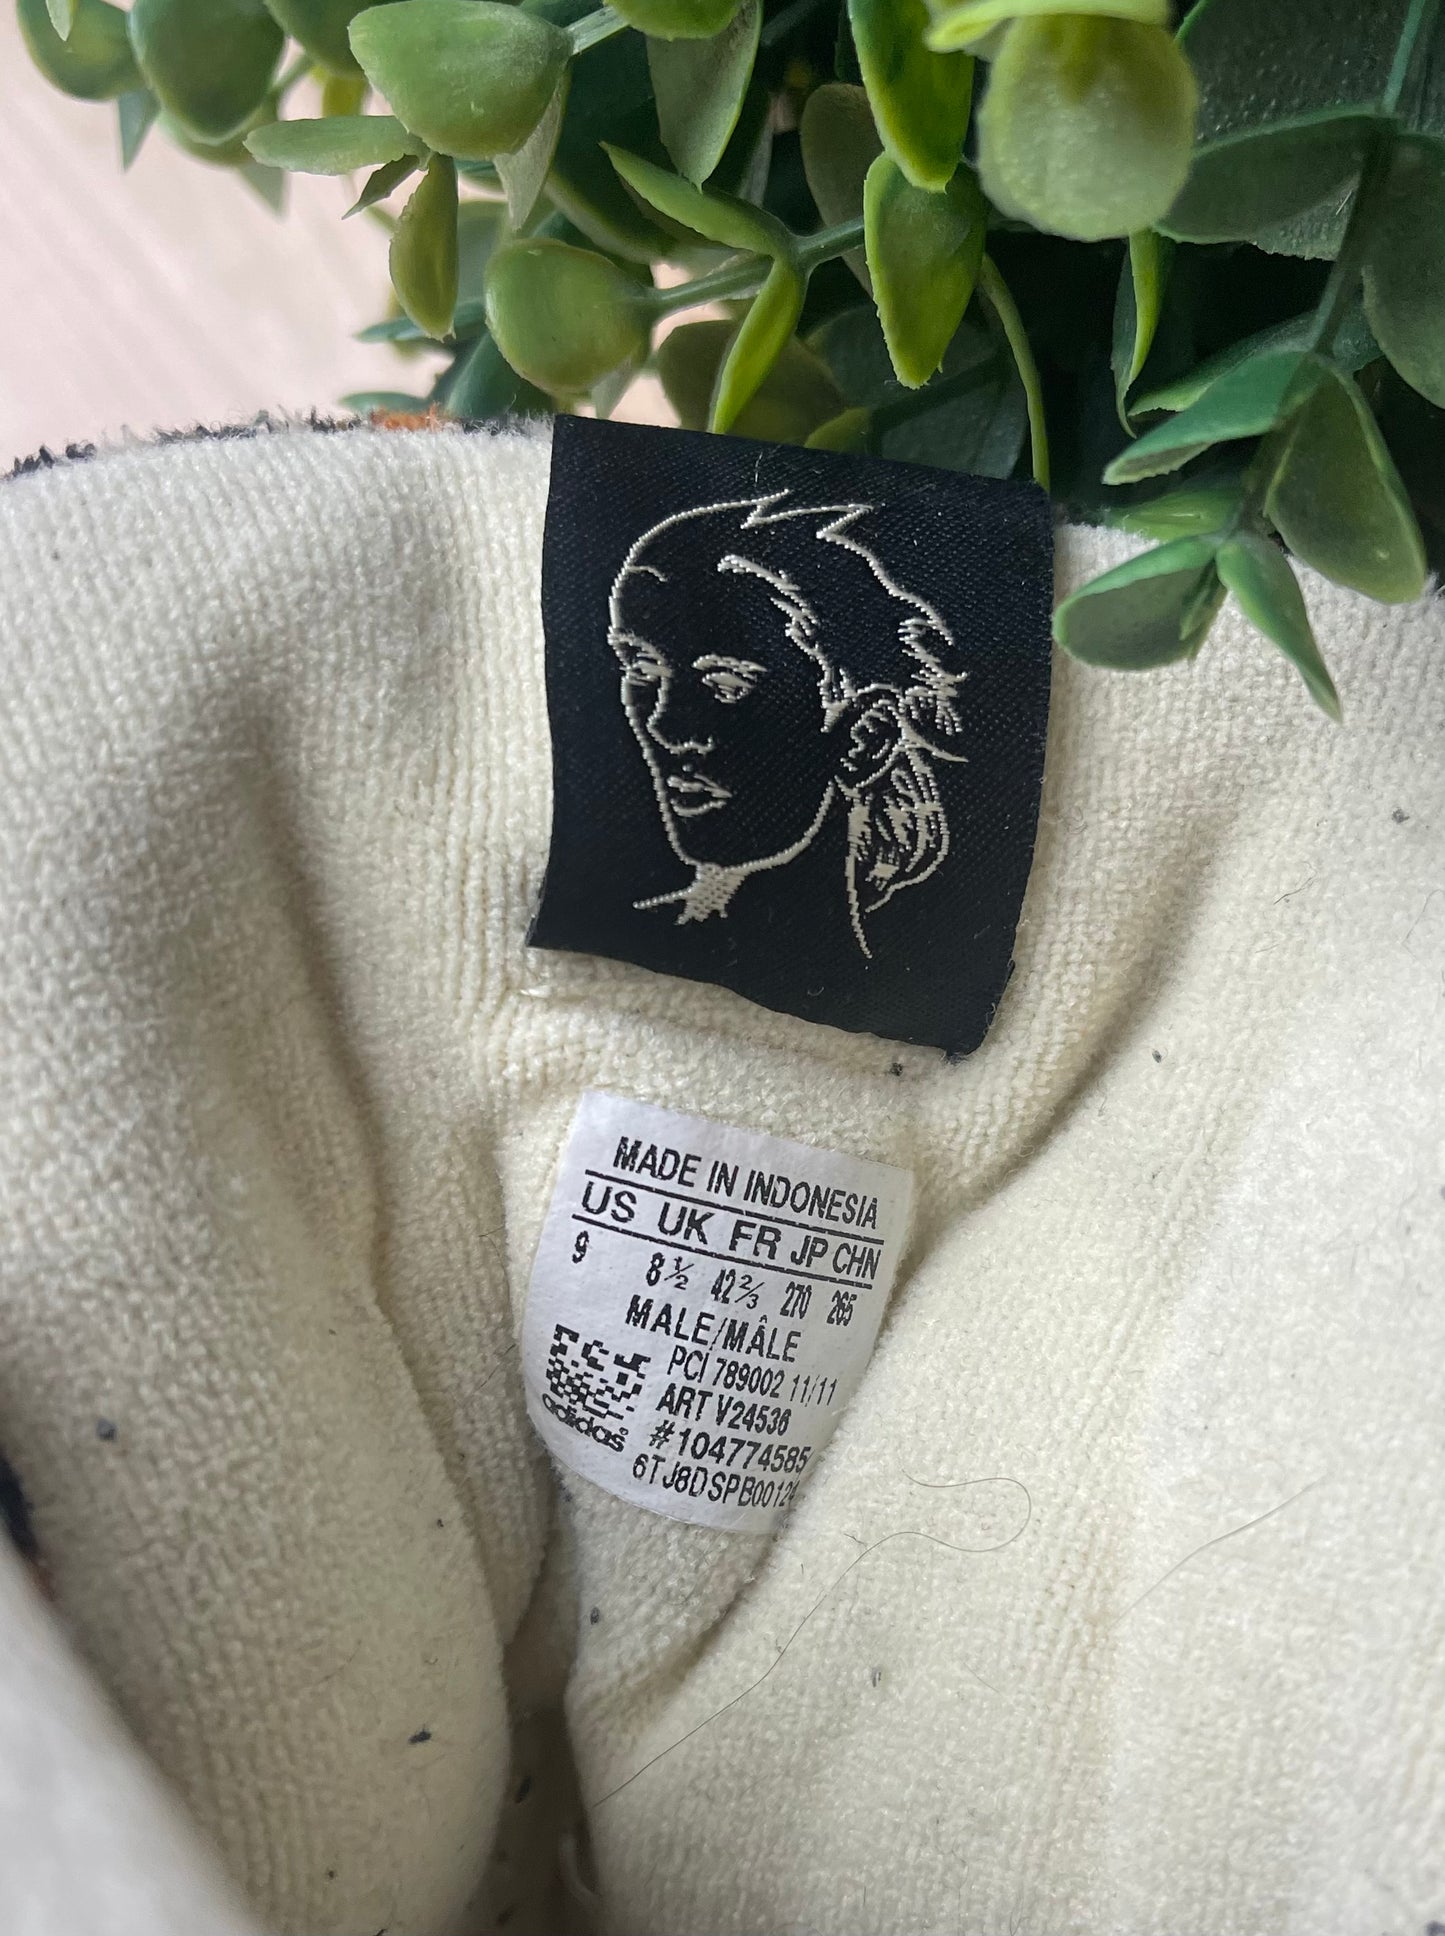 MADE IN INDONESIA
US UK FR JP CHN
9 8½ 42⅔ 270 265
MALE/MÂLE
PCI 789002 11/11
ART V24536
adidas #104774585
6TJ8DSPB00124